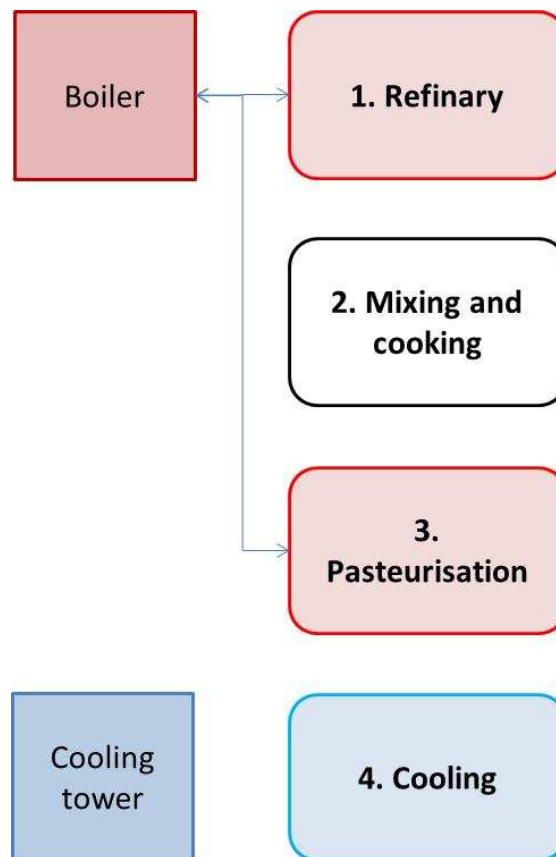 Boiler
1. Refinary
2. Mixing and
cooking
3.
Pasteurisation
Cooling
tower
4. Cooling